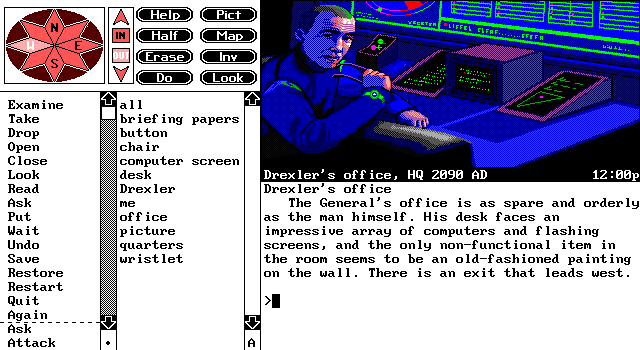 N
W
E
S
IN
OUT
Help
Pict
Half
Map
Erase
Inv
Do
Look
Examine
Take
Drop
Open
Close
Look
Read
Ask
Put
Wait
Undo
Save
Restore
Restart
Quit
Again
Ask
Attack
all
briefing papers
button
chair
computer screen
desk
Drexler
me
office
picture
quarters
wristlet
A
Drexler's office, HQ 2090 AD 12:00p
Drexler's office
The General's office is as spare and orderly
as the man himself. His desk faces an
impressive array of computers and flashing
screens, and the only non-functional item in
the room seems to be an old-fashioned painting
on the wall. There is an exit that leads west.
>